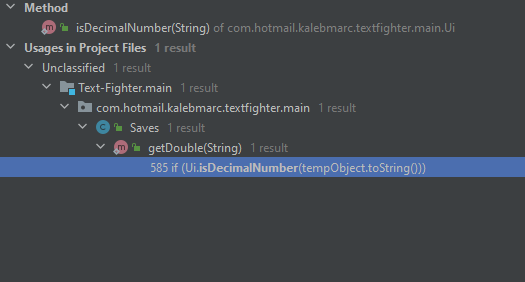 Method
isDecimalNumber(String) of com.hotmail.kalebmarc.textfighter.main.Ui
Usages in Project Files 1 result
Unclassified 1 result
Text-Fighter.main 1 result
com.hotmail.kalebmarc.textfighter.main 1 result
Saves 1 result
getDouble(String) 1 result
585 if (Ui.isDecimalNumber(tempObject.toString()))